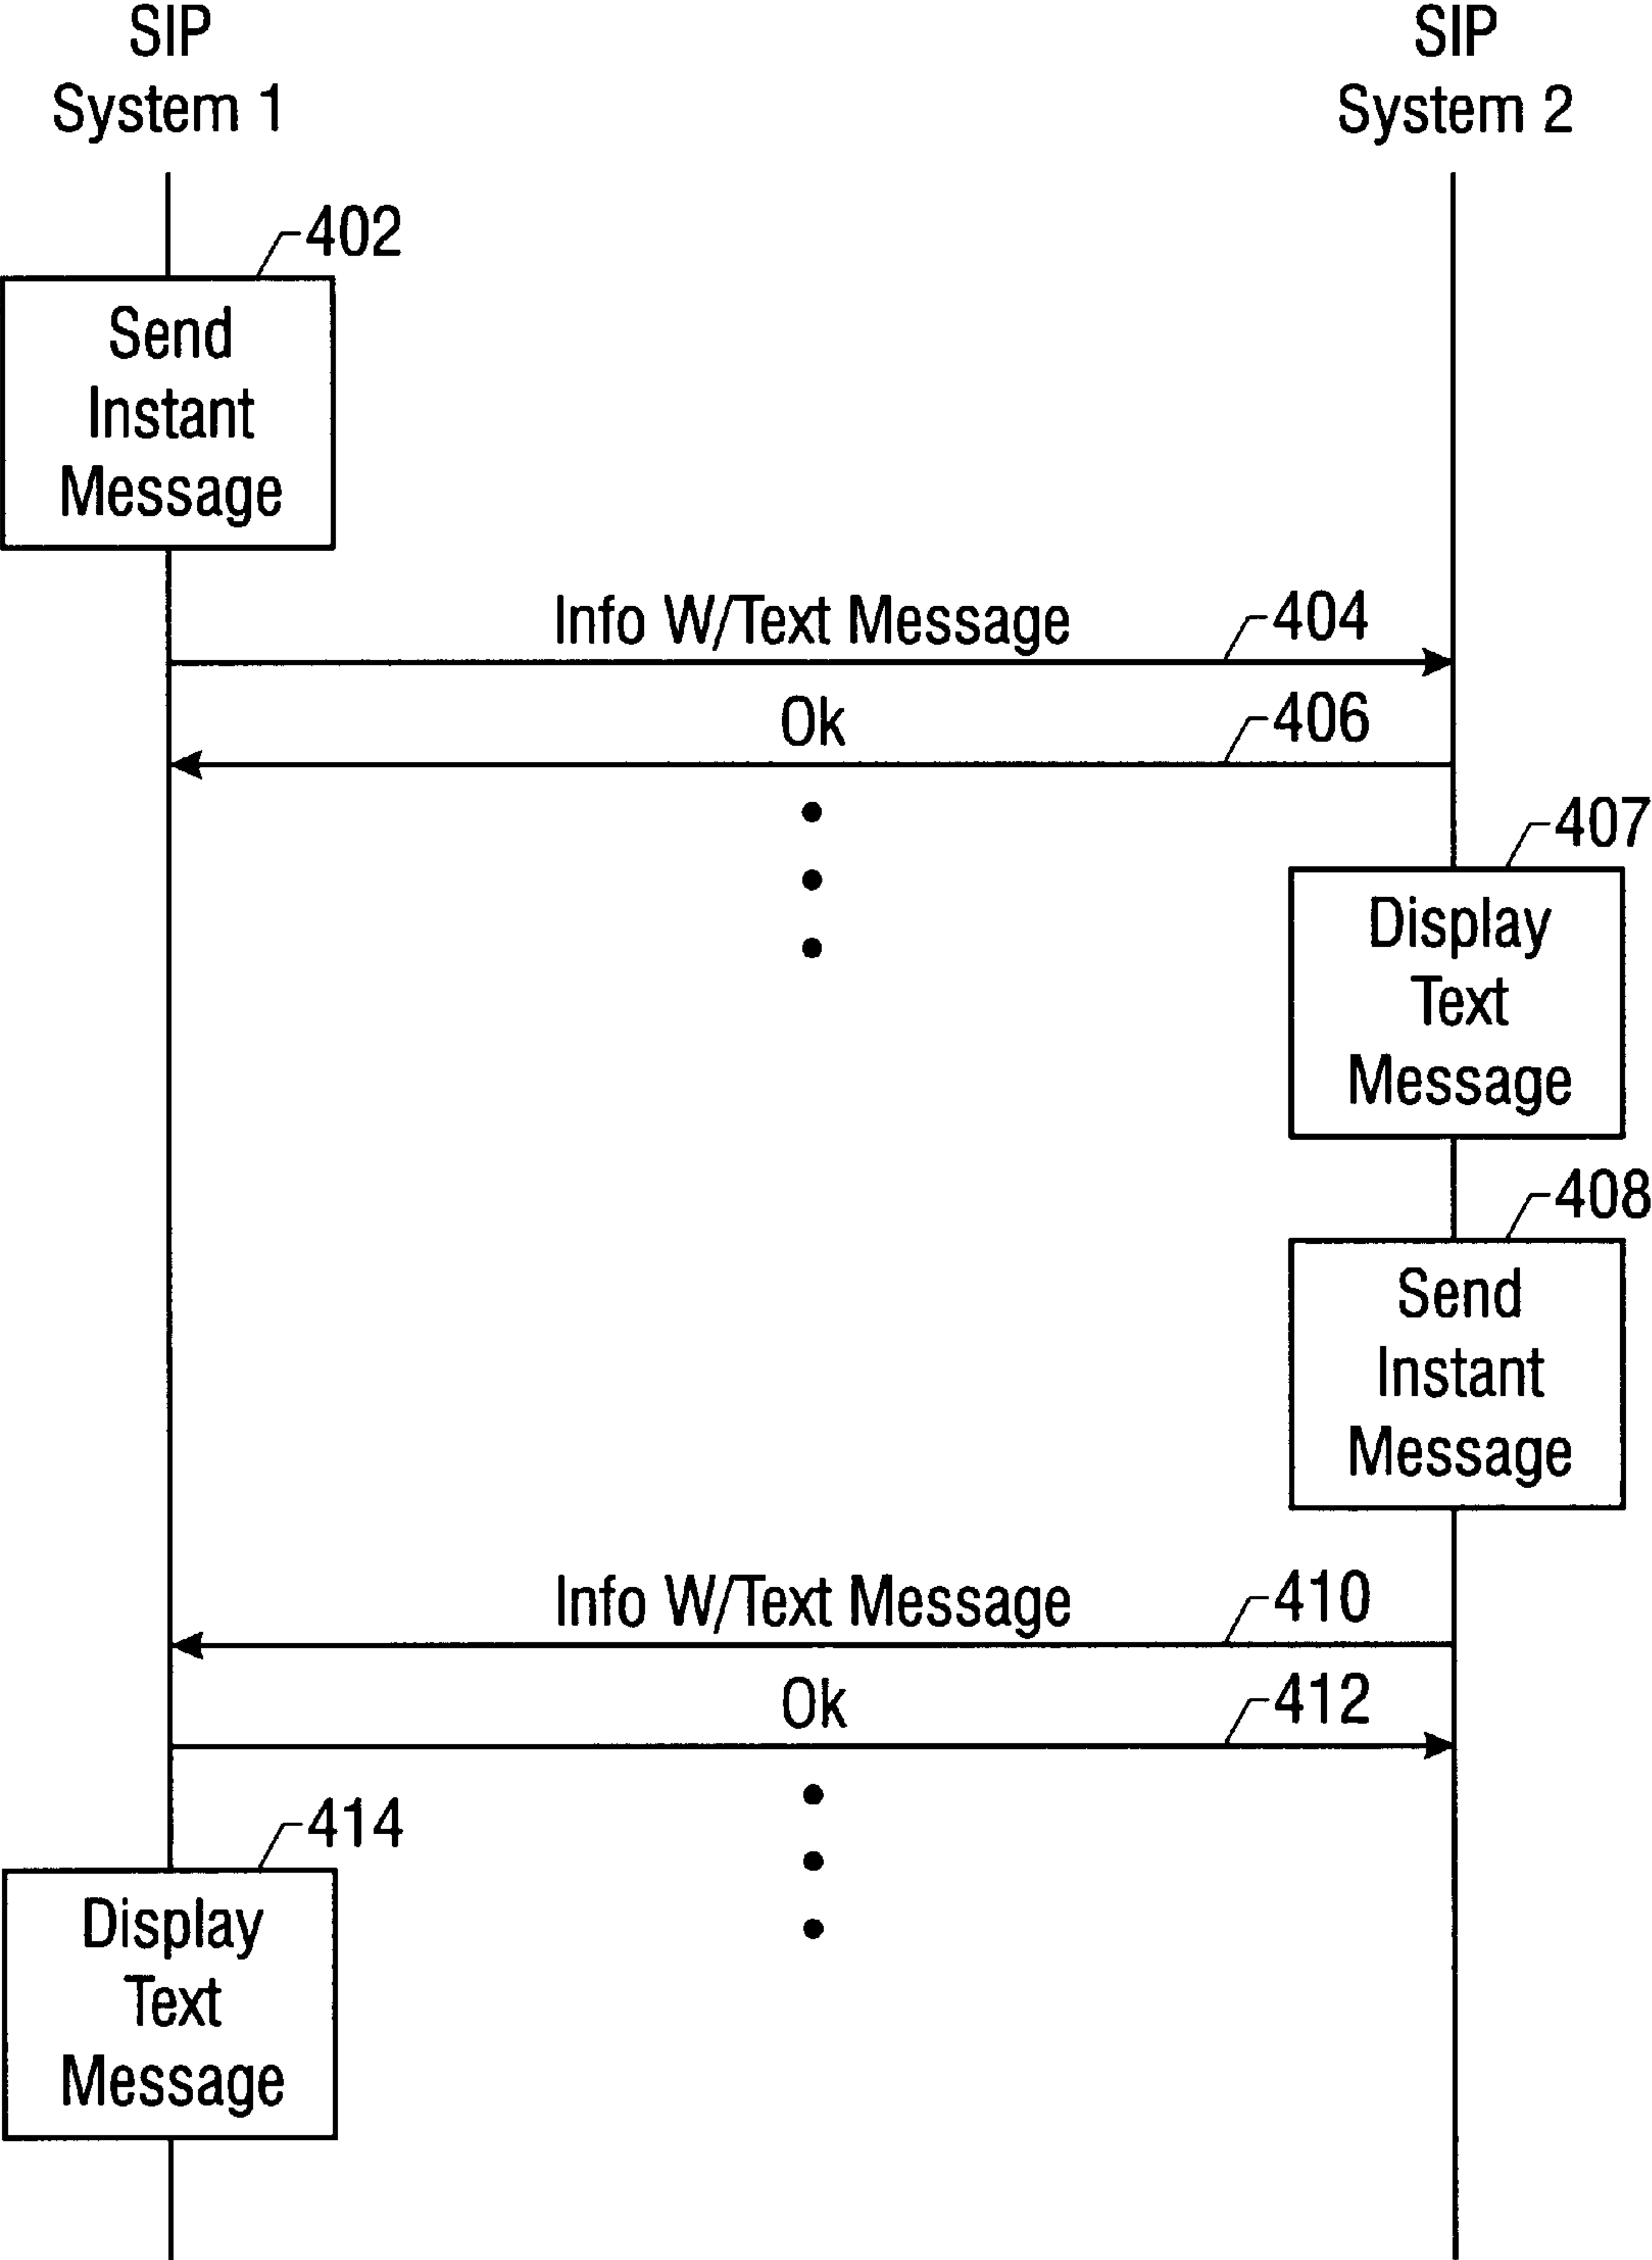 SIP
System 1
SIP
System 2
402
Send
Instant
Message
Info W/Text Message
404
Ok
406
407
Display
Text
Message
408
Send
Instant
Message
Info W/Text Message
410
Ok
412
414
Display
Text
Message